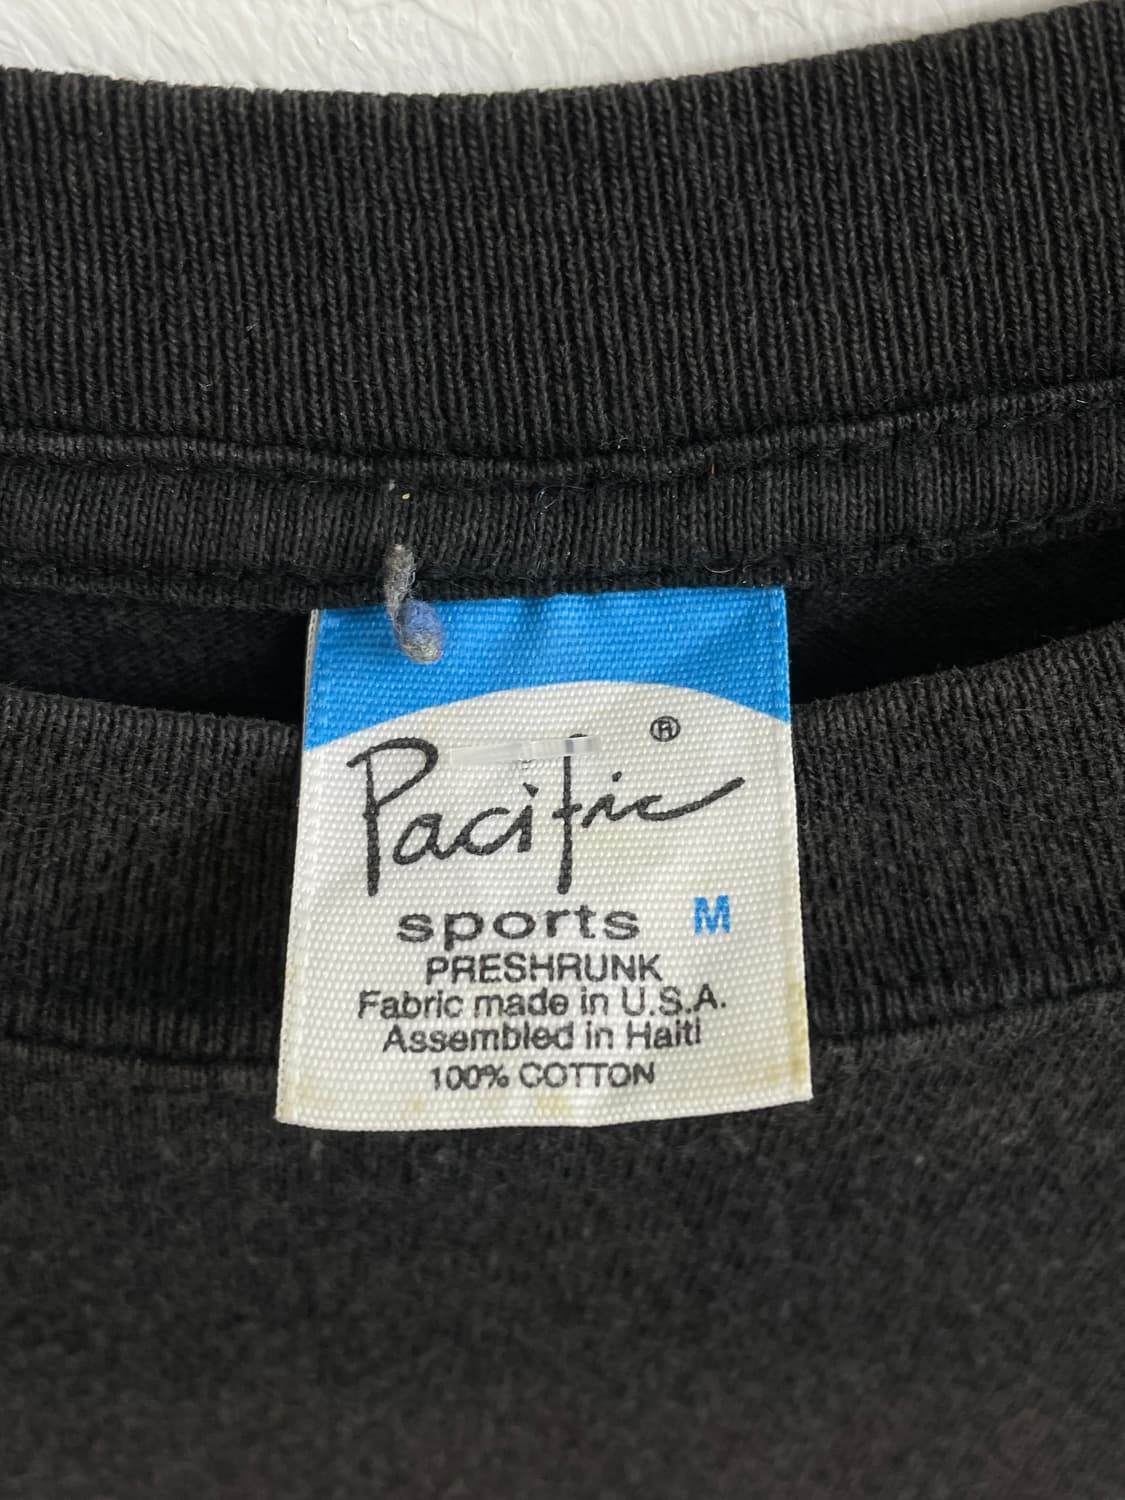 Pacific ®
sports M
PRESHRUNK
Fabric made in U.S.A.
Assembled in Haiti
100% COTTON